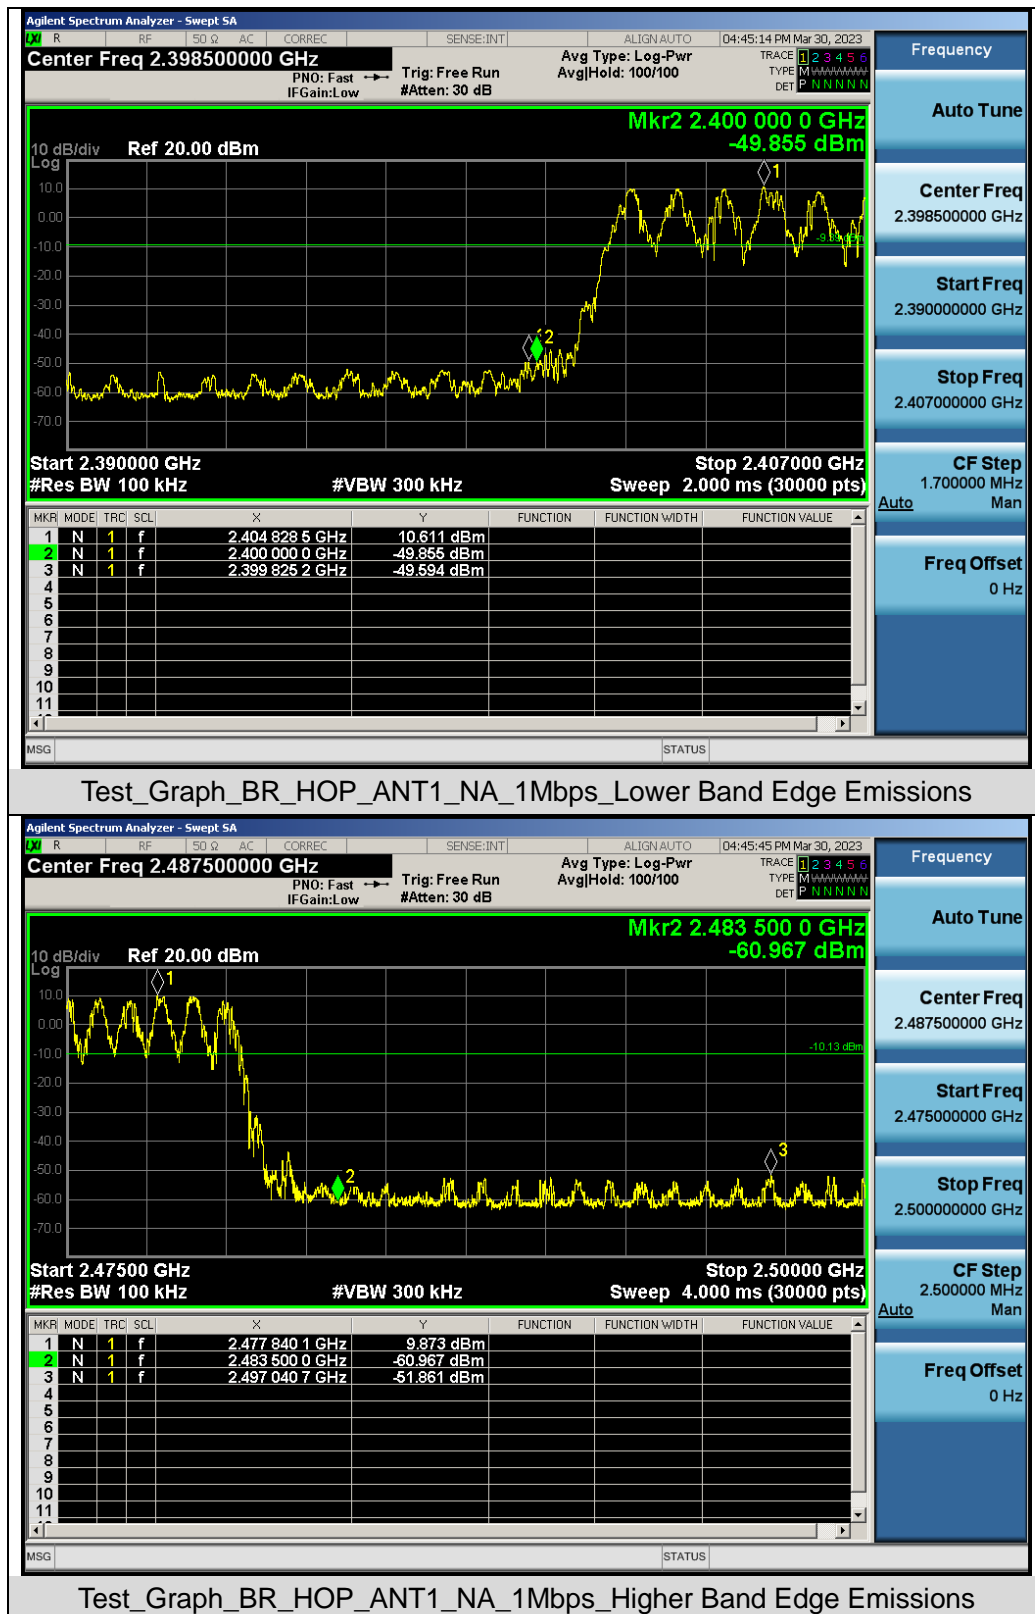 Agilent Spectrum Analyzer - Swept SA
LXI R RF 50 Ω AC CORREC SENSE:INT ALIGN AUTO 04:45:14 PM Mar 30, 2023
Center Freq 2.398500000 GHz
PNO: Fast
IFGain:Low
Trig: Free Run
#Atten: 30 dB
Avg Type: Log-Pwr
Avg|Hold: 100/100
TRACE 1 2 3 4 5 6
TYPE M
DET P N N N N N
Mkr2 2.400 000 0 GHz
-49.855 dBm
10 dB/div
Log
Ref 20.00 dBm
10.0
0.00
-10.0
-20.0
-30.0
-40.0
-50.0
-60.0
-70.0
1
2
Start 2.390000 GHz
Stop 2.407000 GHz
#Res BW 100 kHz #VBW 300 kHz Sweep 2.000 ms (30000 pts)
MKR MODE TRC SCL X Y FUNCTION FUNCTION WIDTH FUNCTION VALUE
1 N 1 f 2.404 828 5 GHz 10.611 dBm
2 N 1 f 2.400 000 0 GHz -49.855 dBm
3 N 1 f 2.399 825 2 GHz -49.594 dBm
4
5
6
7
8
9
10
11
MSG STATUS
Frequency
Auto Tune
Center Freq
2.398500000 GHz
Start Freq
2.390000000 GHz
Stop Freq
2.407000000 GHz
CF Step
1.700000 MHz
Auto Man
Freq Offset
0 Hz
Test_Graph_BR_HOP_ANT1_NA_1Mbps_Lower Band Edge Emissions
Agilent Spectrum Analyzer - Swept SA
LXI R RF 50 Ω AC CORREC SENSE:INT ALIGN AUTO 04:45:45 PM Mar 30, 2023
Center Freq 2.487500000 GHz
PNO: Fast
IFGain:Low
Trig: Free Run
#Atten: 30 dB
Avg Type: Log-Pwr
Avg|Hold: 100/100
TRACE 1 2 3 4 5 6
TYPE M
DET P N N N N N
Mkr2 2.483 500 0 GHz
-60.967 dBm
10 dB/div
Log
Ref 20.00 dBm
10.0
0.00
-10.0
-20.0
-30.0
-40.0
-50.0
-60.0
-70.0
1
-10.13 dBm
3
2
Start 2.47500 GHz
Stop 2.50000 GHz
#Res BW 100 kHz #VBW 300 kHz Sweep 4.000 ms (30000 pts)
MKR MODE TRC SCL X Y FUNCTION FUNCTION WIDTH FUNCTION VALUE
1 N 1 f 2.477 840 1 GHz 9.873 dBm
2 N 1 f 2.483 500 0 GHz -60.967 dBm
3 N 1 f 2.497 040 7 GHz -51.861 dBm
4
5
6
7
8
9
10
11
MSG STATUS
Frequency
Auto Tune
Center Freq
2.487500000 GHz
Start Freq
2.475000000 GHz
Stop Freq
2.500000000 GHz
CF Step
2.500000 MHz
Auto Man
Freq Offset
0 Hz
Test_Graph_BR_HOP_ANT1_NA_1Mbps_Higher Band Edge Emissions